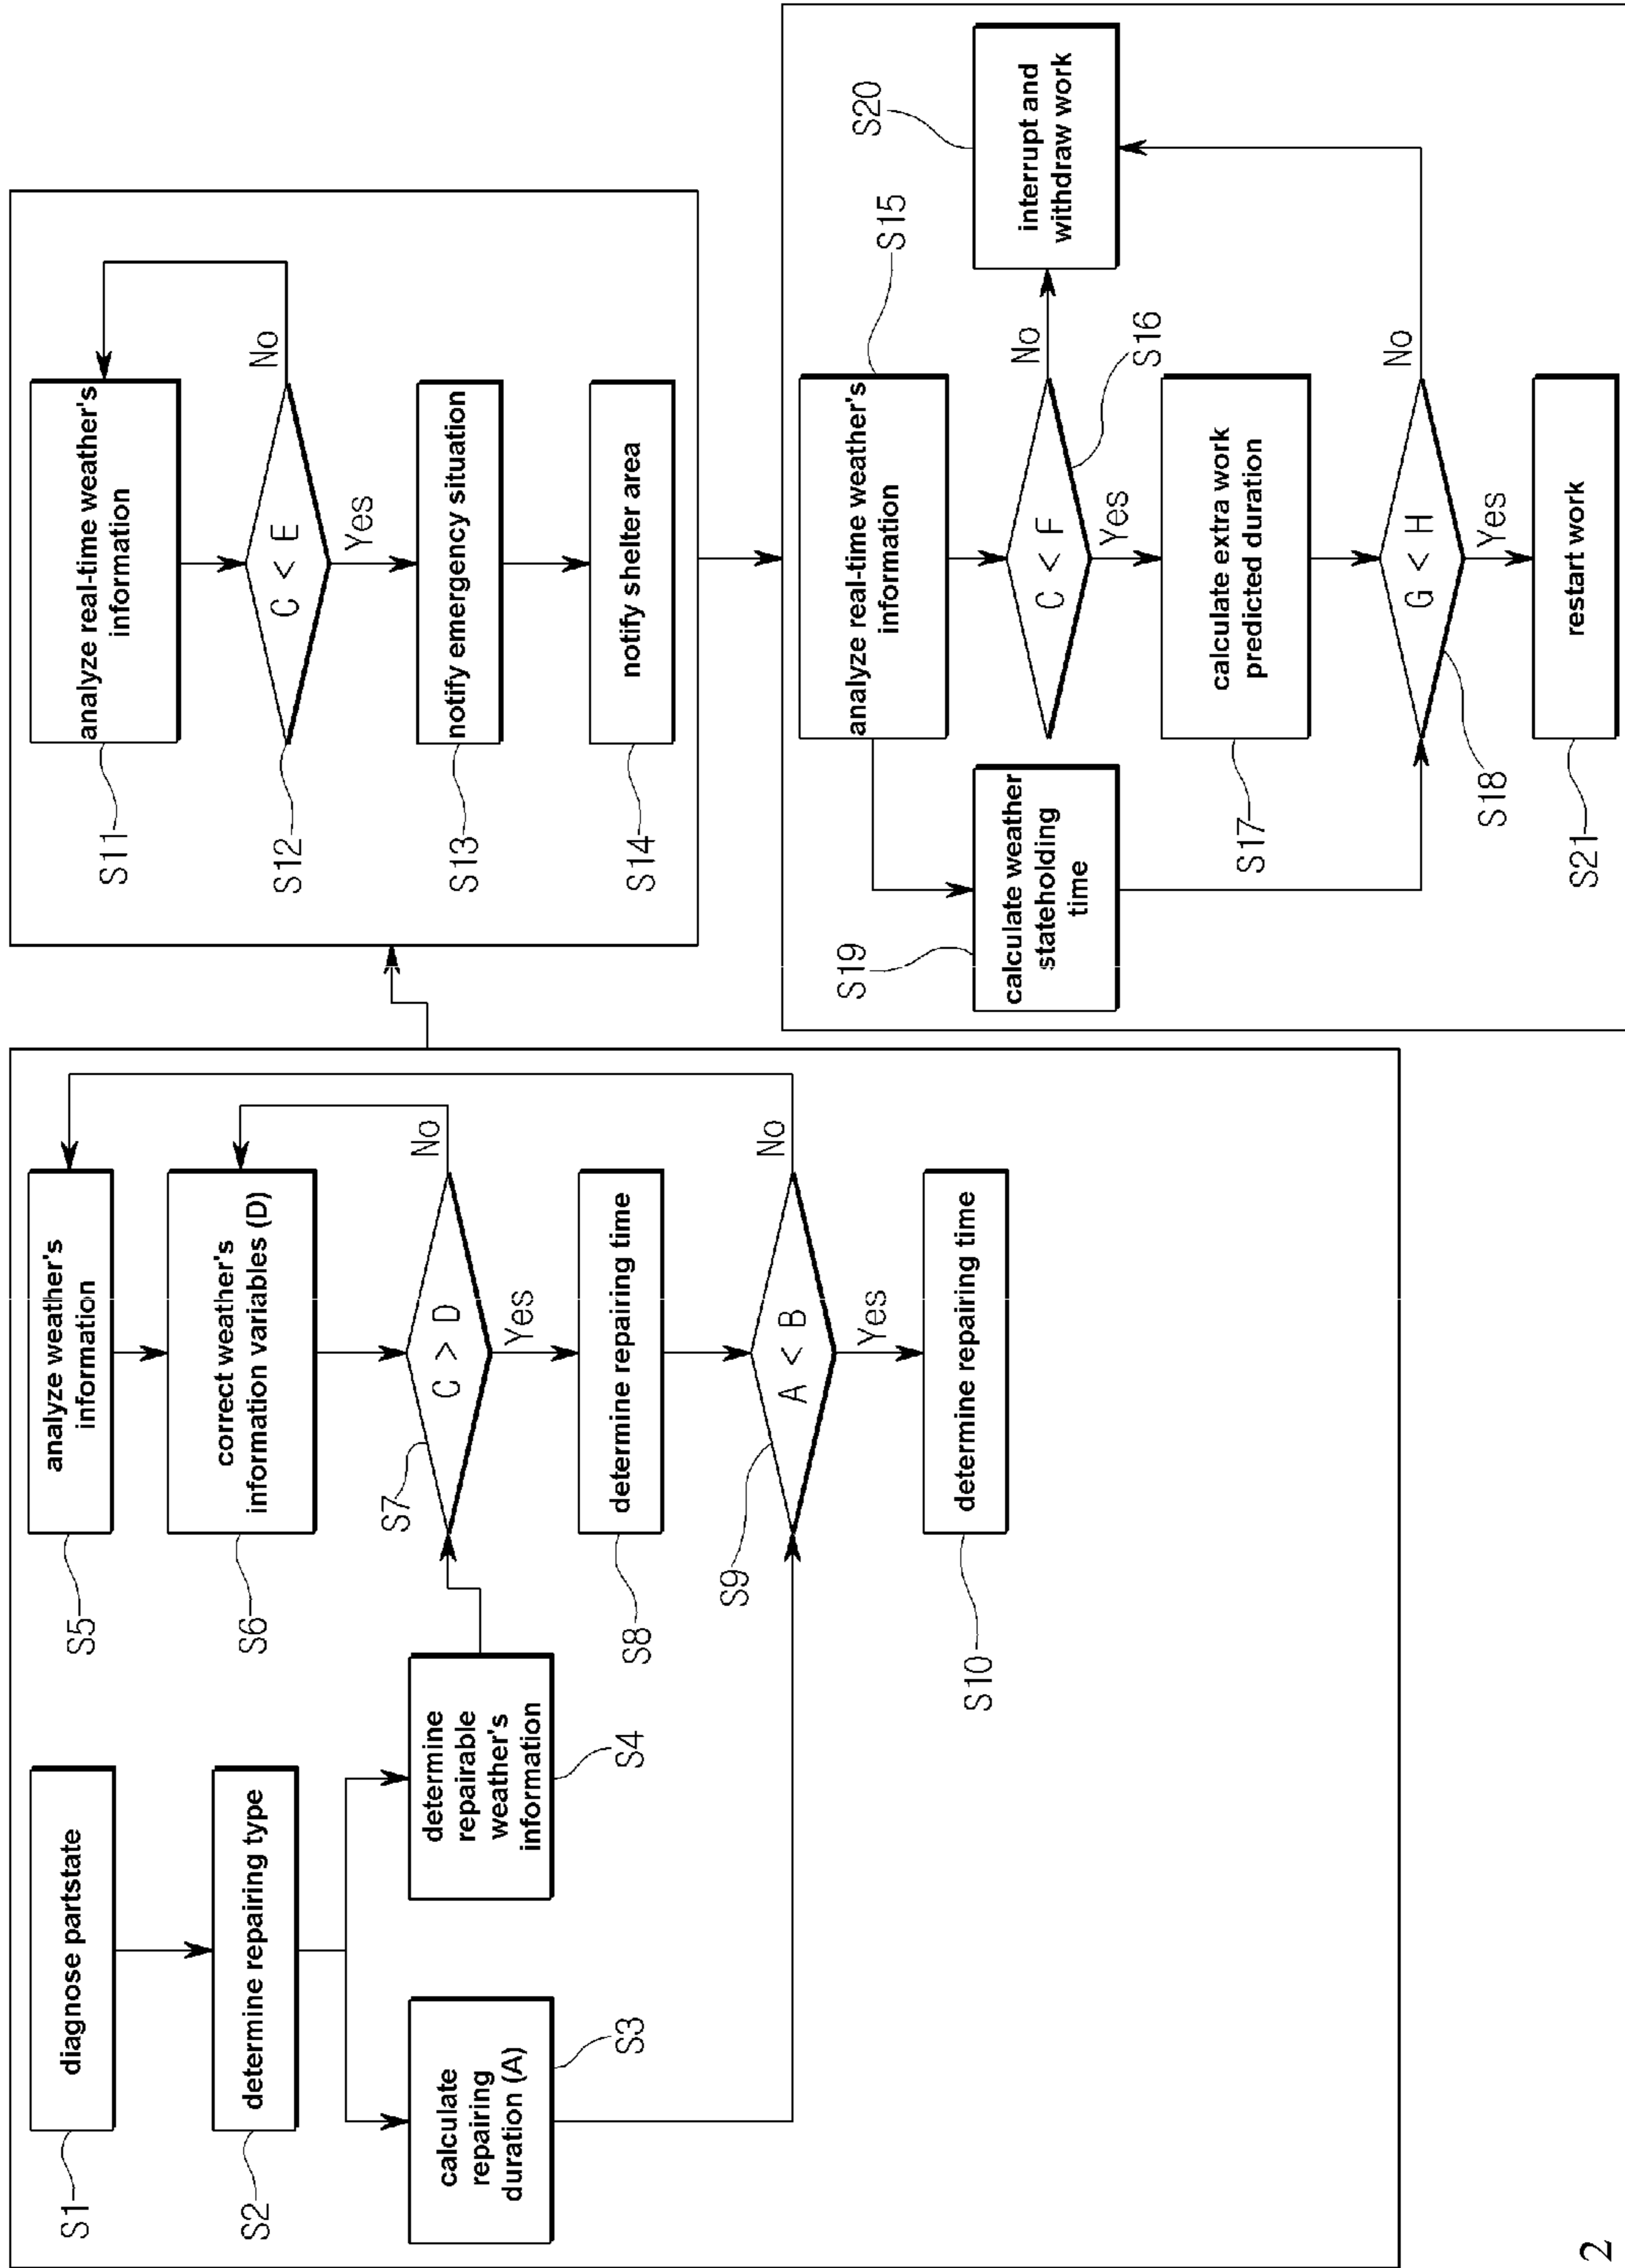 S1
diagnose partstate
S2
determine repairing type
S3
calculate
repairing
duration (A)
S4
determine
repairable
weather's
information
S5
analyze weather's
information
S6
correct weather's
information variables (D)
S7
C > D
No
Yes
S8
determine repairing time
S9
A < B
No
Yes
S10
determine repairing time
S11
analyze real-time weather's
information
S12
C < E
No
Yes
S13
notify emergency situation
S14
notify shelter area
S15
analyze real-time weather's
information
S16
C < F
No
Yes
S17
calculate extra work
predicted duration
S18
G < H
No
Yes
S19
calculate weather
stateholding
time
S20
interrupt and
withdraw work
S21
restart work
2